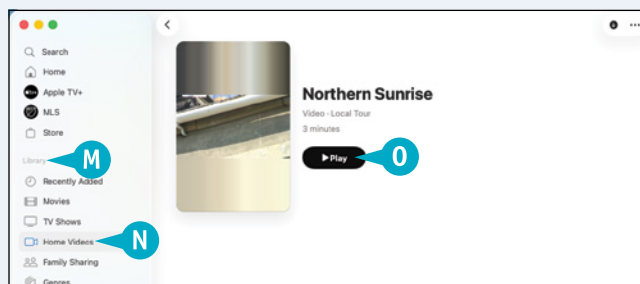 Search
Home
Apple TV+
MLS
Store
Library
M
Recently Added
Movies
TV Shows
Home Videos
N
Family Sharing
Genres
Northern Sunrise
Video · Local Tour
3 minutes
Play
O